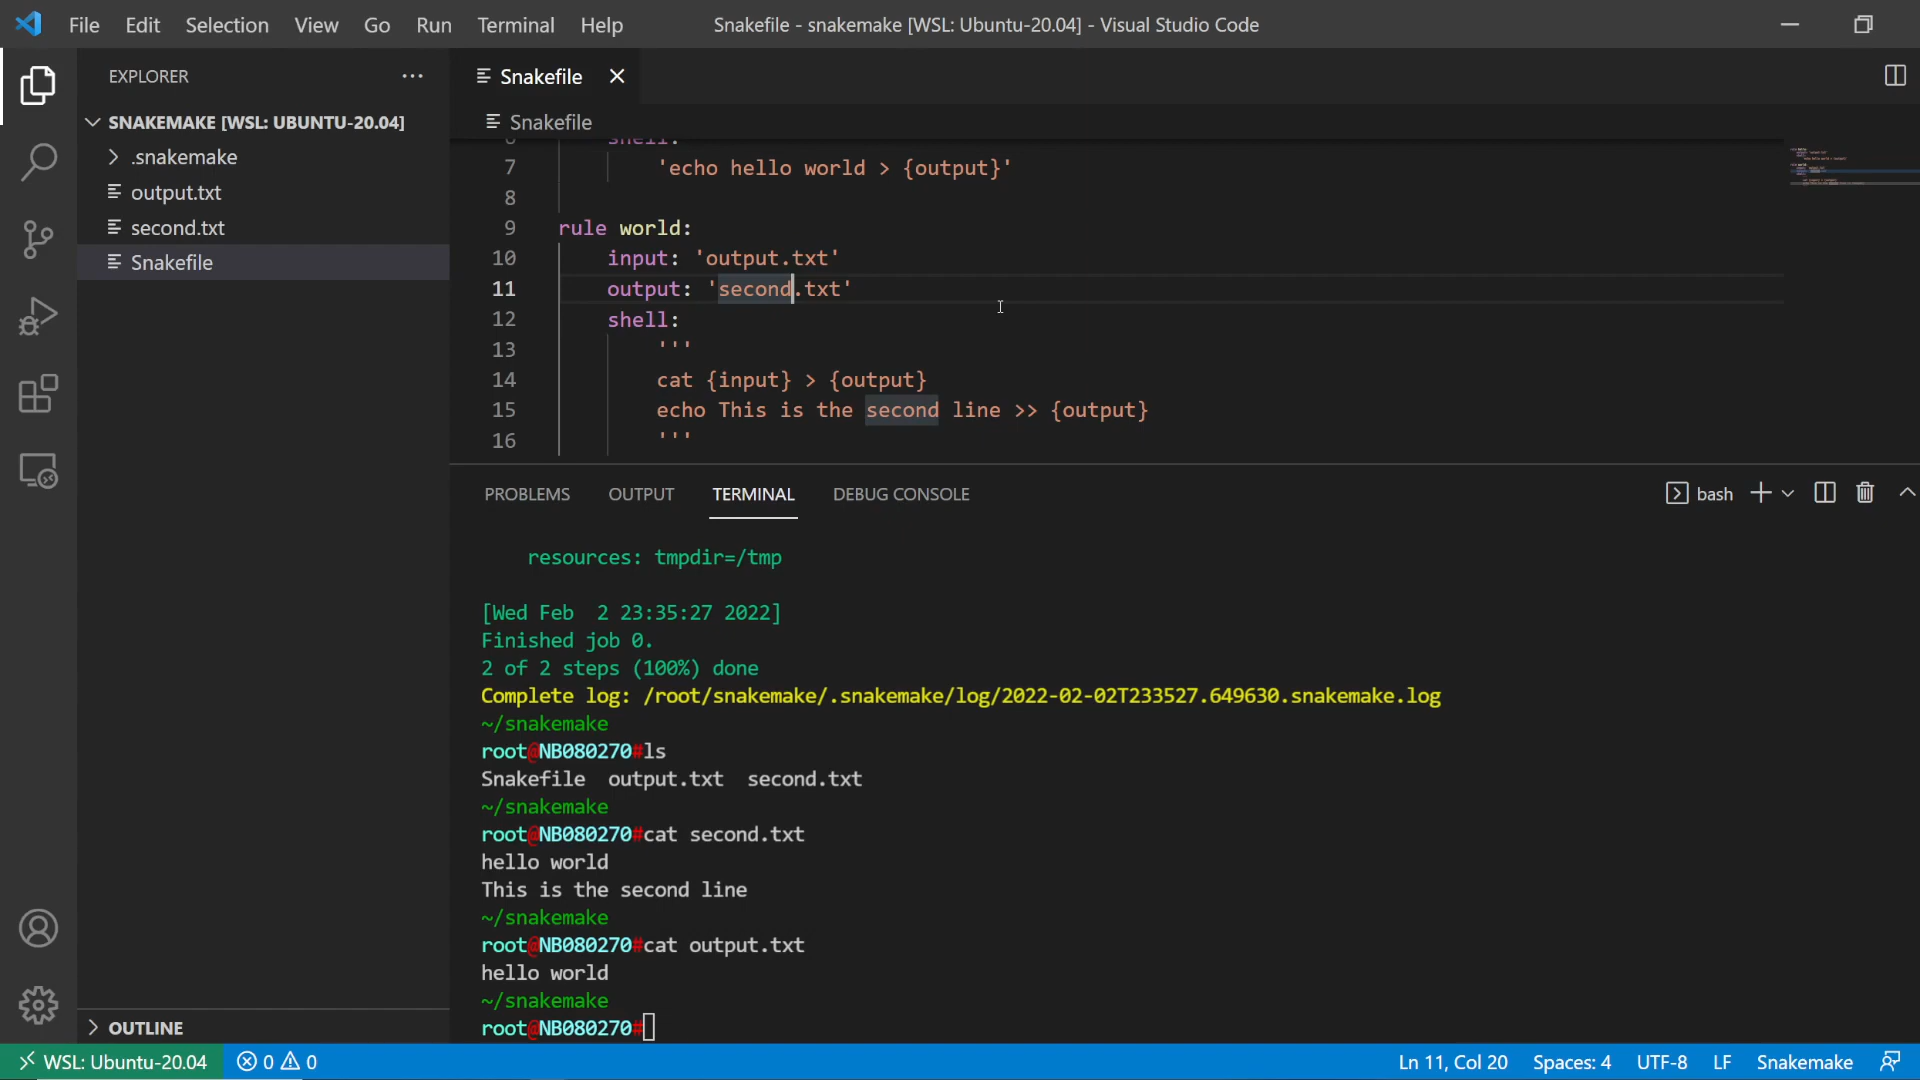 File Edit Selection View Go Run Terminal Help Snakefile - snakemake [WSL: Ubuntu-20.04] - Visual Studio Code
EXPLORER
SNAKEMAKE [WSL: UBUNTU-20.04]
.snakemake
output.txt
second.txt
Snakefile
OUTLINE
Snakefile
Snakefile
6 shell:
7 'echo hello world > {output}'
8
9 rule world:
10 input: 'output.txt'
11 output: 'second.txt'
12 shell:
13 '''
14 cat {input} > {output}
15 echo This is the second line >> {output}
16 '''
PROBLEMS OUTPUT TERMINAL DEBUG CONSOLE bash
resources: tmpdir=/tmp
[Wed Feb  2 23:35:27 2022]
Finished job 0.
2 of 2 steps (100%) done
Complete log: /root/snakemake/.snakemake/log/2022-02-02T233527.649630.snakemake.log
~/snakemake
root@NB080270#ls
Snakefile  output.txt  second.txt
~/snakemake
root@NB080270#cat second.txt
hello world
This is the second line
~/snakemake
root@NB080270#cat output.txt
hello world
~/snakemake
root@NB080270#
WSL: Ubuntu-20.04 0 0 Ln 11, Col 20 Spaces: 4 UTF-8 LF Snakemake